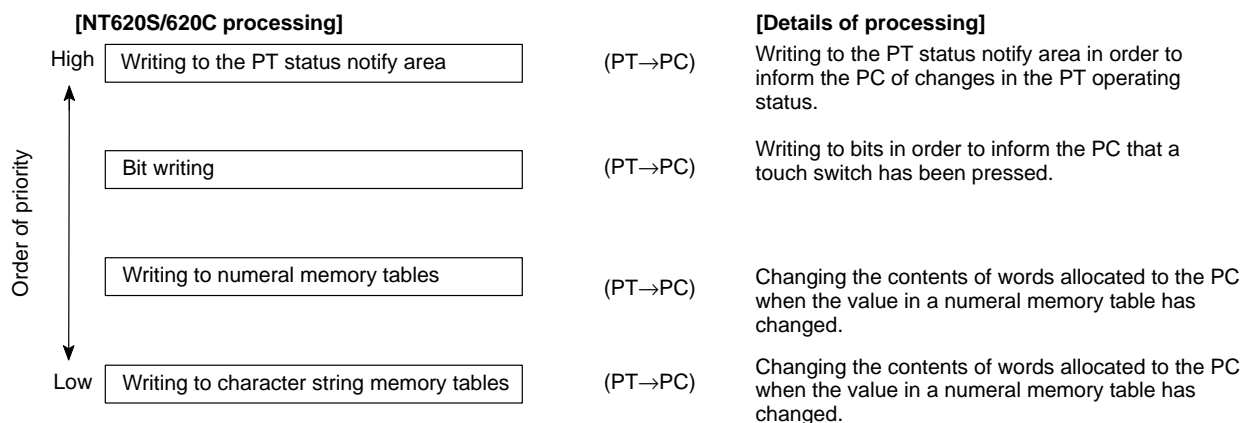 [NT620S/620C processing]
[Details of processing]
High
Writing to the PT status notify area
(PT→PC)
Writing to the PT status notify area in order to
inform the PC of changes in the PT operating
status.
Order of priority
Bit writing
(PT→PC)
Writing to bits in order to inform the PC that a
touch switch has been pressed.
Writing to numeral memory tables
(PT→PC)
Changing the contents of words allocated to the PC
when the value in a numeral memory table has
changed.
Low
Writing to character string memory tables
(PT→PC)
Changing the contents of words allocated to the PC
when the value in a numeral memory table has
changed.